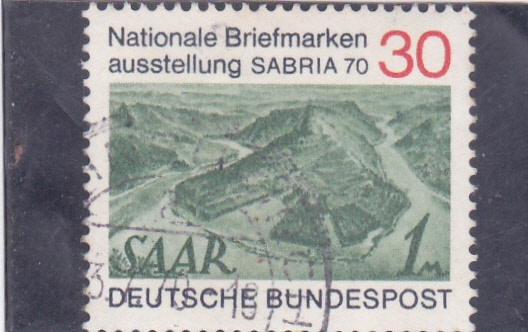 Nationale Briefmarken
ausstellung SABRIA 70
30
SAAR
1M.
DEUTSCHE BUNDESPOST